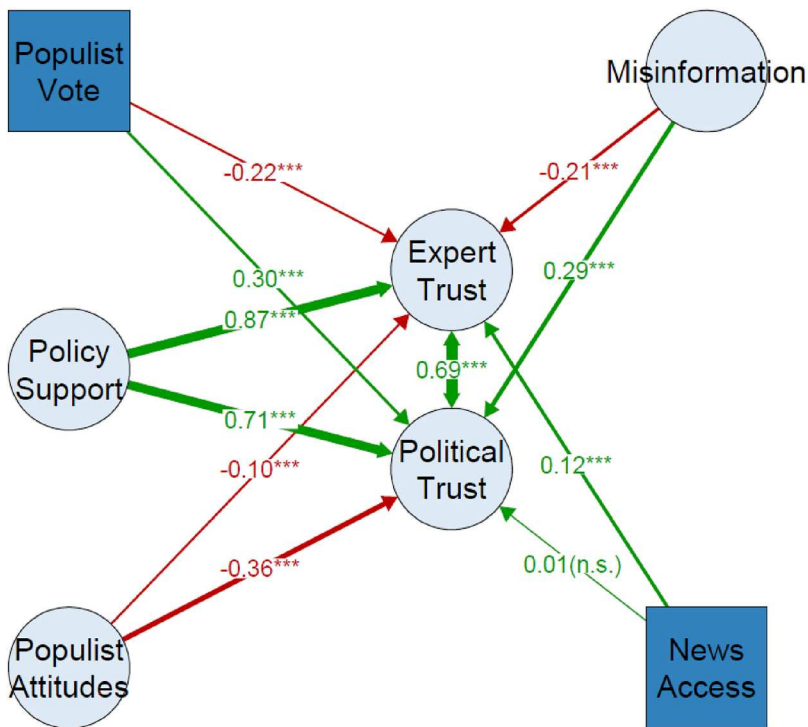 Populist
Vote
Misinformation
-0.22***
-0.21***
Expert
Trust
0.30***
0.29***
0.87***
Policy
Support
0.69***
0.71***
Political
Trust
-0.10***
0.12***
-0.36***
0.01(n.s.)
Populist
Attitudes
News
Access